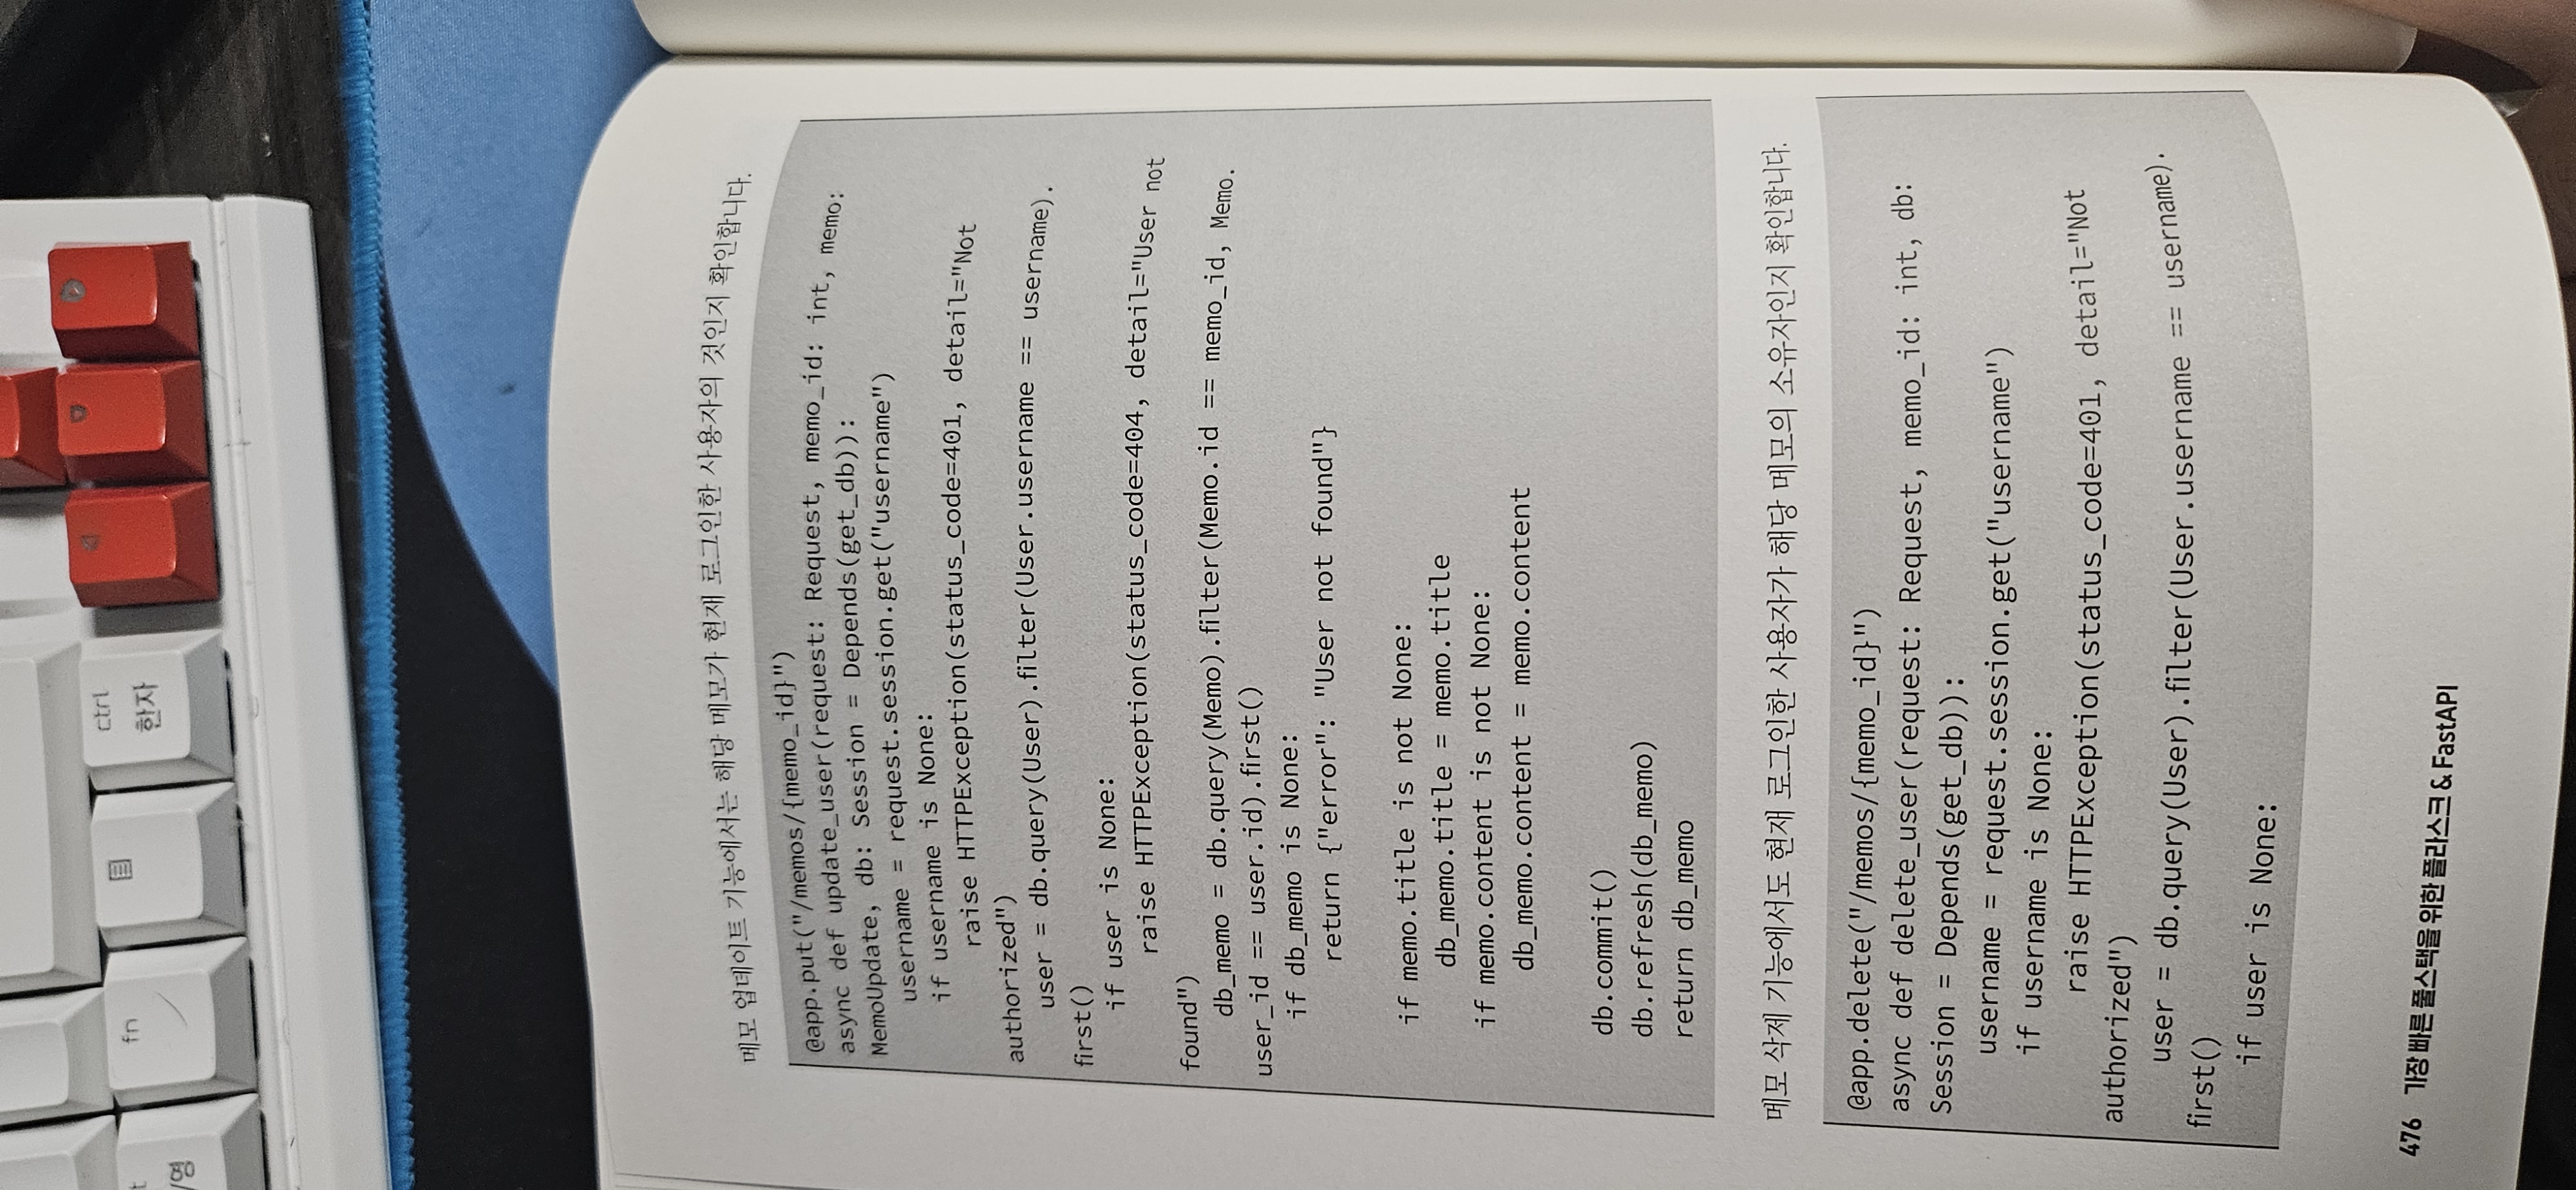 fn
ctrl
한자
/영
메모 업데이트 기능에서는 해당 메모가 현재 로그인한 사용자의 것인지 확인합니다.
@app.put("/memos/{memo_id}")
async def update_user(request: Request, memo_id: int, memo:
MemoUpdate, db: Session = Depends(get_db)):
    username = request.session.get("username")
    if username is None:
        raise HTTPException(status_code=401, detail="Not
authorized")
    user = db.query(User).filter(User.username == username).
first()
    if user is None:
        raise HTTPException(status_code=404, detail="User not
found")
    db_memo = db.query(Memo).filter(Memo.id == memo_id, Memo.
user_id == user.id).first()
    if db_memo is None:
        return {"error": "User not found"}
    if memo.title is not None:
        db_memo.title = memo.title
    if memo.content is not None:
        db_memo.content = memo.content
    db.commit()
    db.refresh(db_memo)
    return db_memo
메모 삭제 기능에서도 현재 로그인한 사용자가 해당 메모의 소유자인지 확인합니다.
@app.delete("/memos/{memo_id}")
async def delete_user(request: Request, memo_id: int, db:
Session = Depends(get_db)):
    username = request.session.get("username")
    if username is None:
        raise HTTPException(status_code=401, detail="Not
authorized")
    user = db.query(User).filter(User.username == username).
first()
    if user is None:
476 가장 빠른 풀스택을 위한 플라스크 & FastAPI